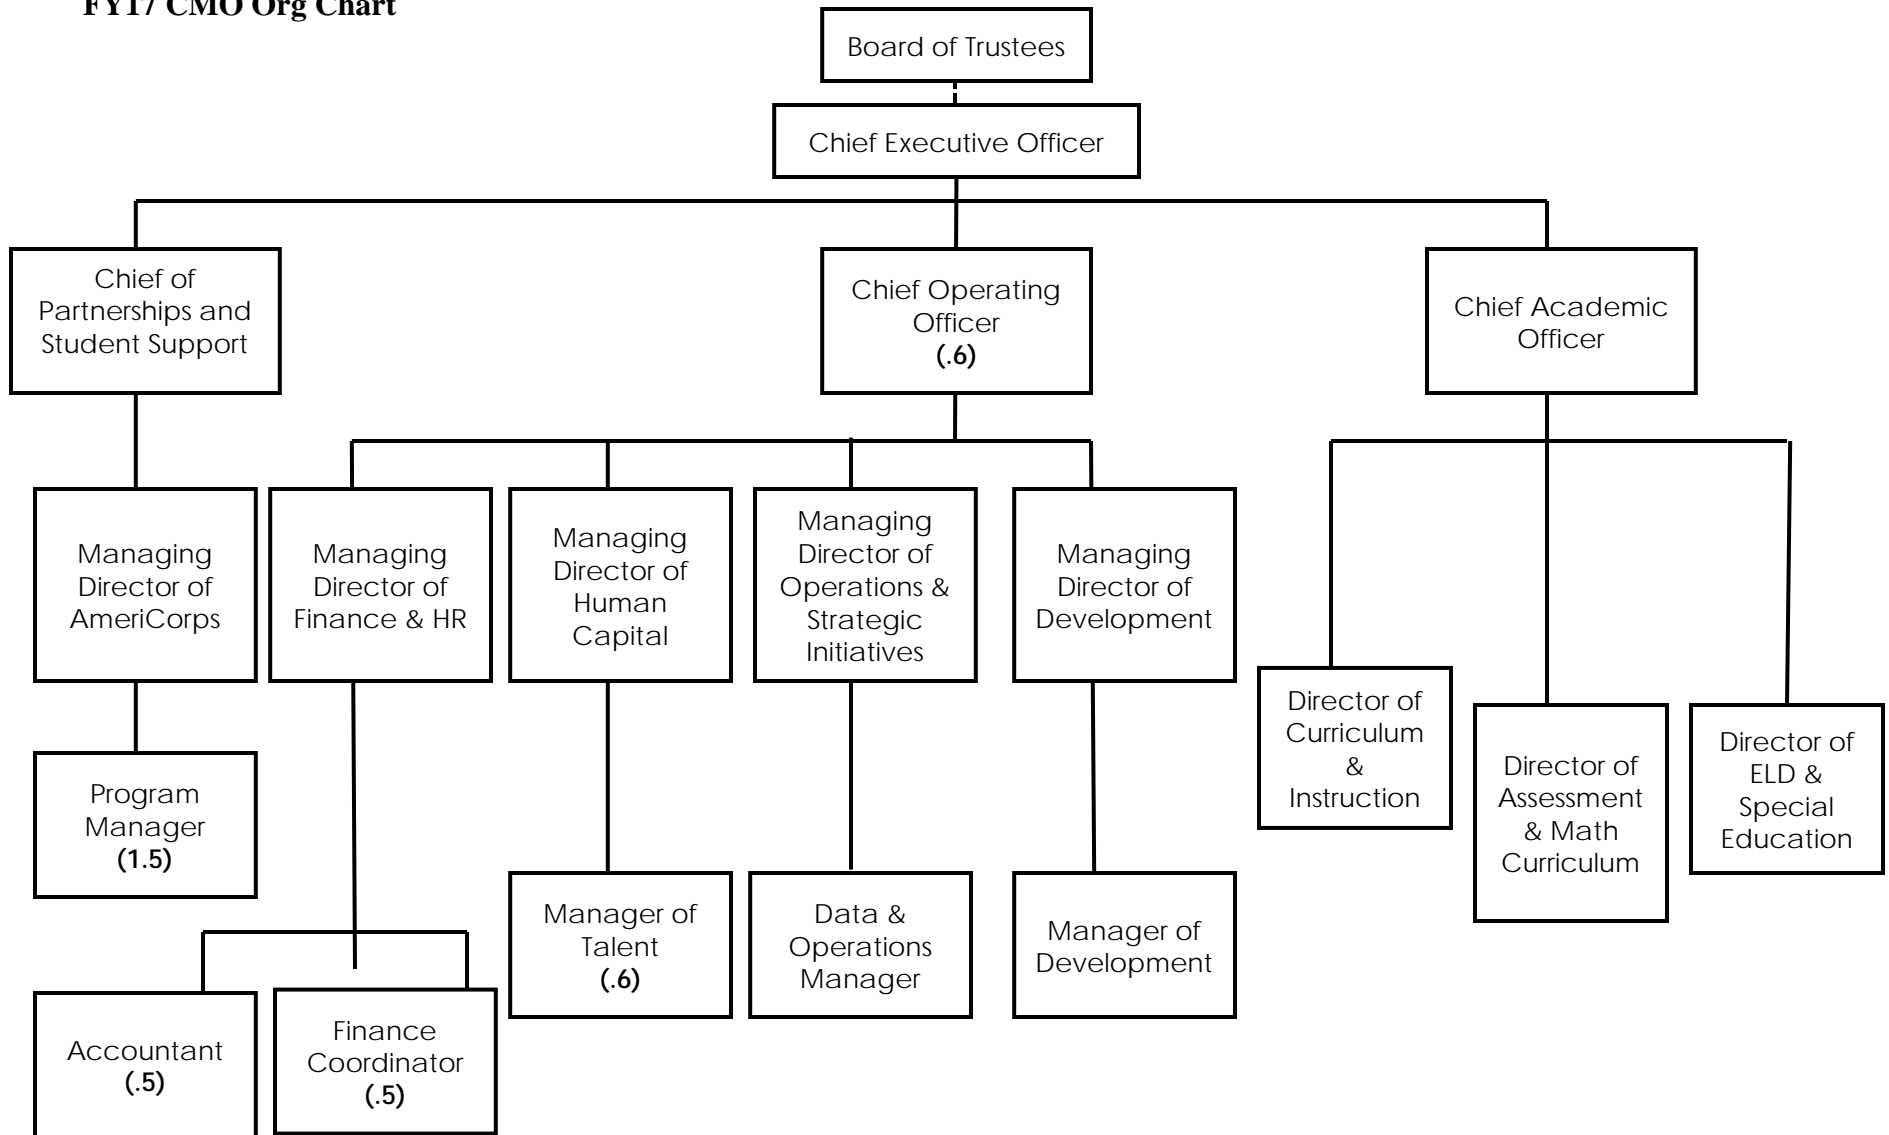 FY17 CMO Org Chart
Board of Trustees
Chief Executive Officer
Chief of
Partnerships and
Student Support
Chief Operating
Officer
(.6)
Chief Academic
Officer
Managing
Director of
AmeriCorps
Managing
Director of
Finance & HR
Managing
Director of
Human
Capital
Managing
Director of
Operations &
Strategic
Initiatives
Managing
Director of
Development
Director of
Curriculum
&
Instruction
Director of
Assessment
& Math
Curriculum
Director of
ELD &
Special
Education
Program
Manager
(1.5)
Manager of
Talent
(.6)
Data &
Operations
Manager
Manager of
Development
Accountant
(.5)
Finance
Coordinator
(.5)